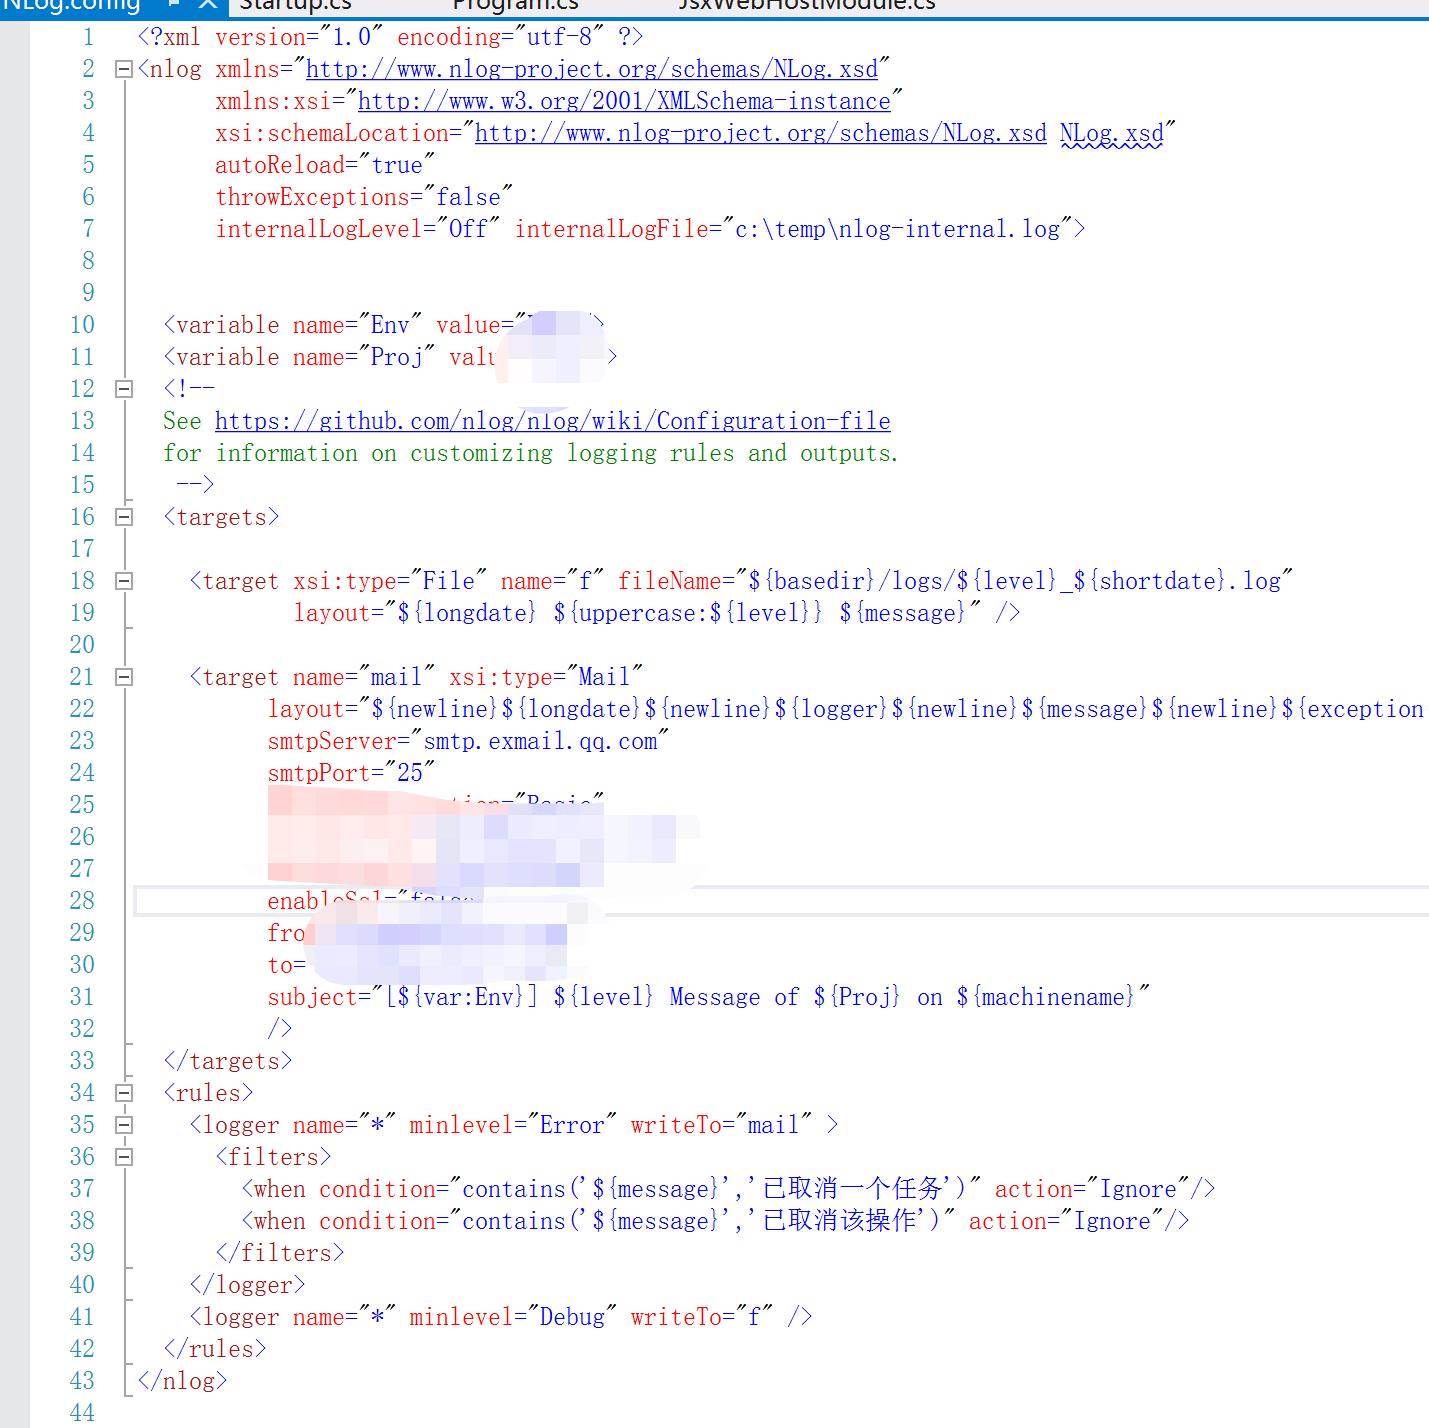 NLog.config Startup.cs Program.cs JsxWebHostModule.cs
1 <?xml version="1.0" encoding="utf-8" ?>
2 <nlog xmlns="http://www.nlog-project.org/schemas/NLog.xsd"
3 xmlns:xsi="http://www.w3.org/2001/XMLSchema-instance"
4 xsi:schemaLocation="http://www.nlog-project.org/schemas/NLog.xsd NLog.xsd"
5 autoReload="true"
6 throwExceptions="false"
7 internalLogLevel="Off" internalLogFile="c:\temp\nlog-internal.log">
8
9
10 <variable name="Env" value="
11 <variable name="Proj" valu >
12 <!--
13 See https://github.com/nlog/nlog/wiki/Configuration-file
14 for information on customizing logging rules and outputs.
15 -->
16 <targets>
17
18 <target xsi:type="File" name="f" fileName="${basedir}/logs/${level}_${shortdate}.log"
19 layout="${longdate} ${uppercase:${level}} ${message}" />
20
21 <target name="mail" xsi:type="Mail"
22 layout="${newline}${longdate}${newline}${logger}${newline}${message}${newline}${exception
23 smtpServer="smtp.exmail.qq.com"
24 smtpPort="25"
25 tion="Basic"
26
27
28 enableSsl="false
29 fro
30 to=
31 subject="[${var:Env}] ${level} Message of ${Proj} on ${machinename}"
32 />
33 </targets>
34 <rules>
35 <logger name="*" minlevel="Error" writeTo="mail" >
36 <filters>
37 <when condition="contains('${message}','已取消一个任务')" action="Ignore"/>
38 <when condition="contains('${message}','已取消该操作')" action="Ignore"/>
39 </filters>
40 </logger>
41 <logger name="*" minlevel="Debug" writeTo="f" />
42 </rules>
43 </nlog>
44